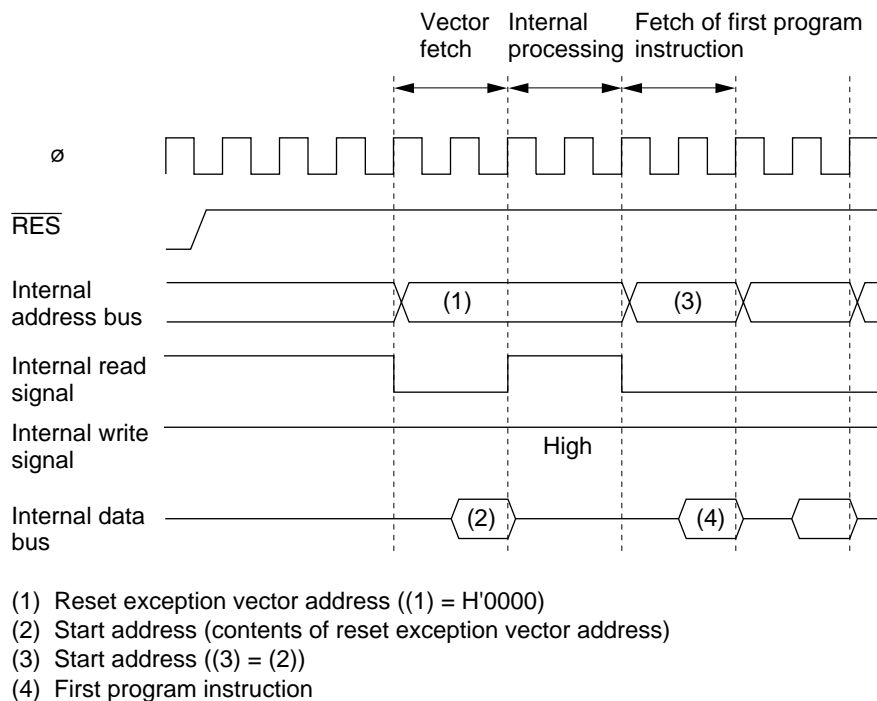 Vector fetch
Internal processing
Fetch of first program instruction
ø
RES
Internal address bus
(1)
(3)
Internal read signal
Internal write signal
High
Internal data bus
(2)
(4)
(1) Reset exception vector address ((1) = H'0000)
(2) Start address (contents of reset exception vector address)
(3) Start address ((3) = (2))
(4) First program instruction